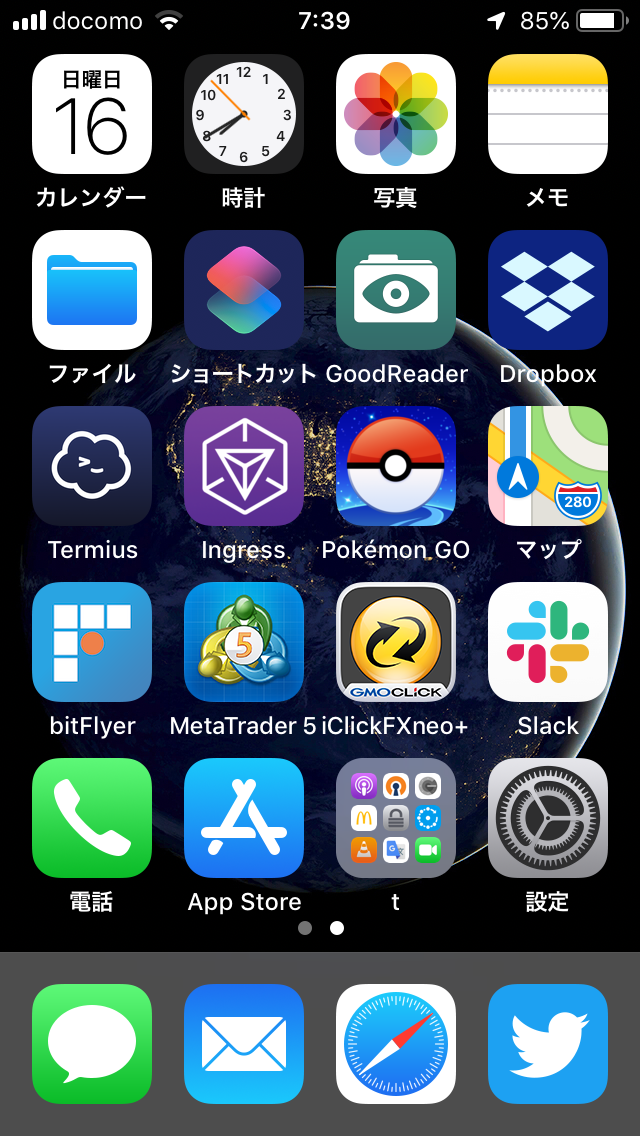 docomo 7:39 85%
日曜日
16
12
11 1
10 2
9 3
8 4
7 5
6
カレンダー 時計 写真 メモ
ファイル ショートカット GoodReader Dropbox
280
Termius Ingress Pokémon GO マップ
5
GMOCLICK
bitFlyer MetaTrader 5 iClickFXneo+ Slack
電話 App Store t 設定